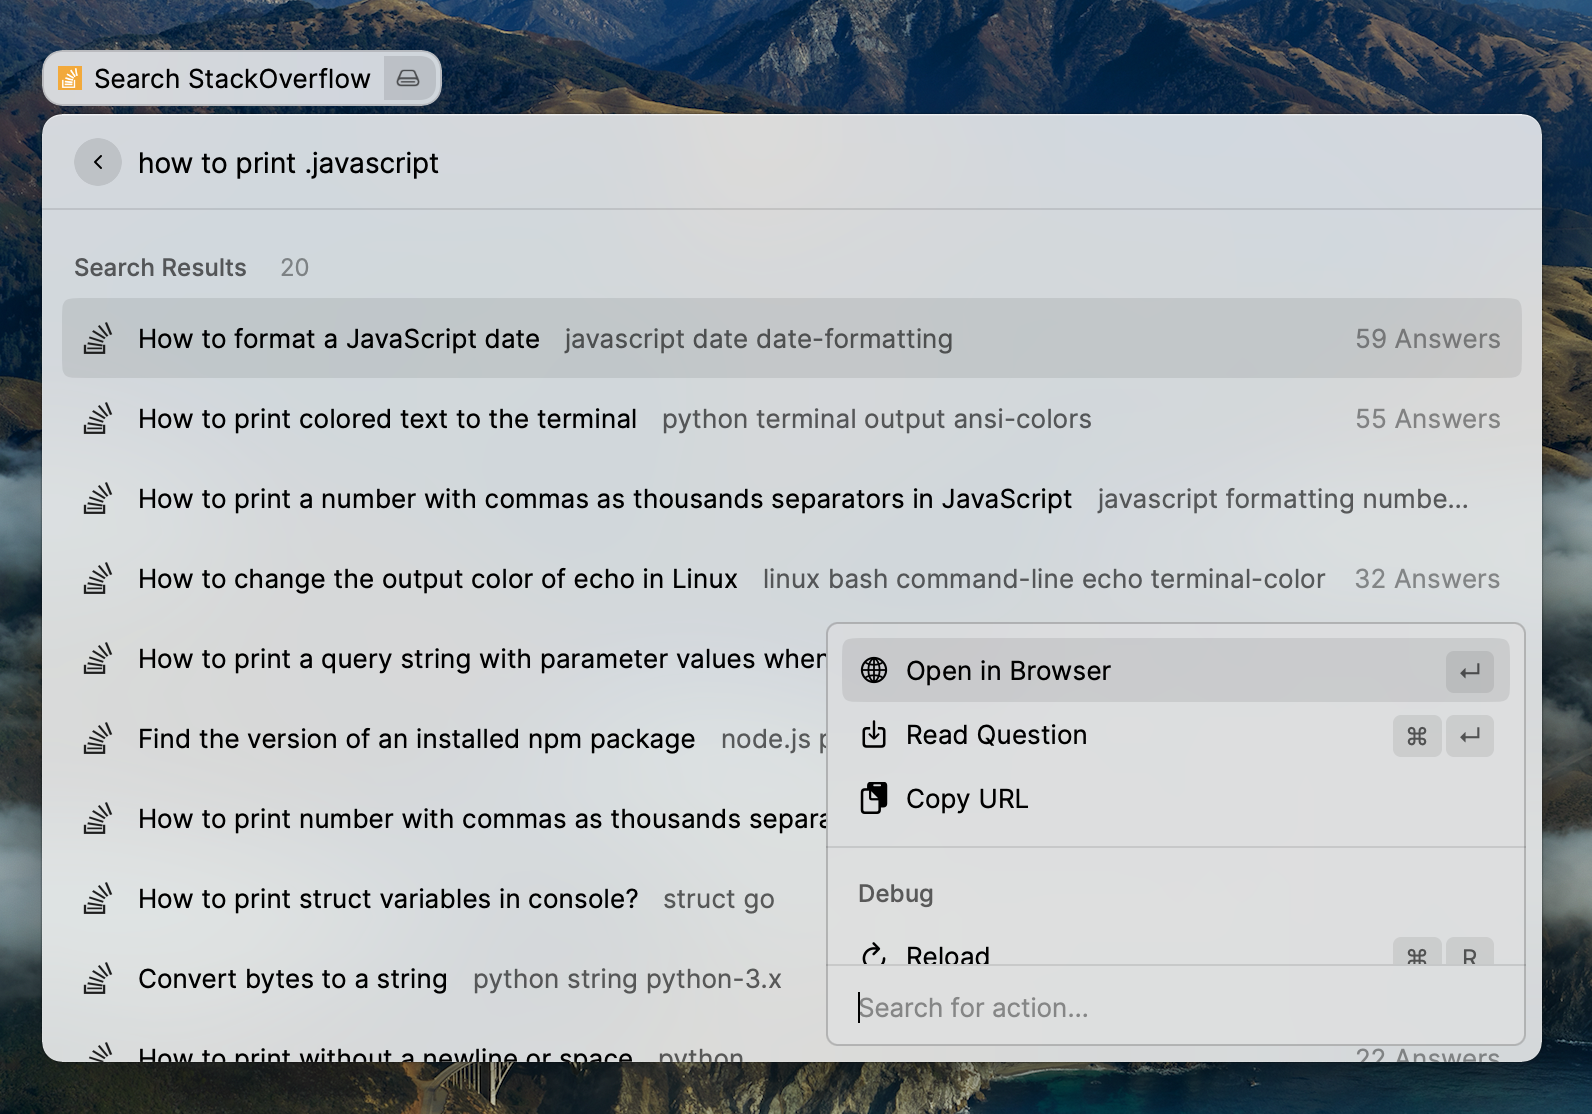 Search StackOverflow
how to print .javascript
Search Results 20
How to format a JavaScript date javascript date date-formatting 59 Answers
How to print colored text to the terminal python terminal output ansi-colors 55 Answers
How to print a number with commas as thousands separators in JavaScript javascript formatting numbe...
How to change the output color of echo in Linux linux bash command-line echo terminal-color 32 Answers
How to print a query string with parameter values when
Find the version of an installed npm package node.js p
How to print number with commas as thousands separa
How to print struct variables in console? struct go
Convert bytes to a string python string python-3.x
How to print without a newline or space python 22 Answers
Open in Browser ↵
Read Question ⌘ ↵
Copy URL
Debug
Reload ⌘ R
Search for action...